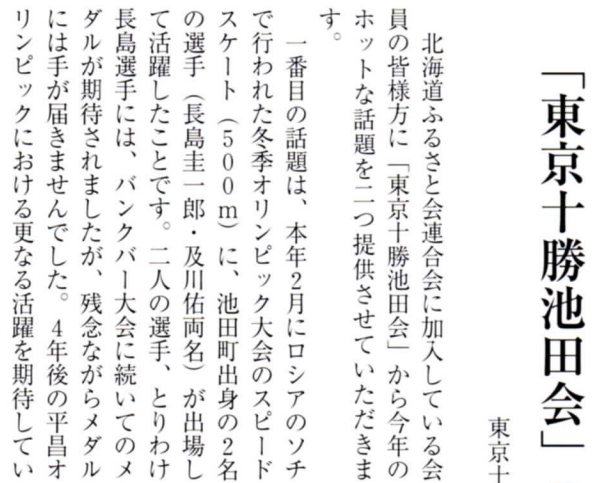 「東京十勝池田会」
東京十
北海道ふるさと会連合会に加入している会
員の皆様方に「東京十勝池田会」から今年の
ホットな話題を二つ提供させていただきま
す。
一番目の話題は、本年2月にロシアのソチ
で行われた冬季オリンピック大会のスピード
スケート（500m）に、池田町出身の2名
の選手（長島圭一郎・及川佑両名）が出場し
て活躍したことです。二人の選手、とりわけ
長島選手には、バンクバー大会に続いてのメ
ダルが期待されましたが、残念ながらメダル
には手が届きませんでした。4年後の平昌オ
リンピックにおける更なる活躍を期待してい